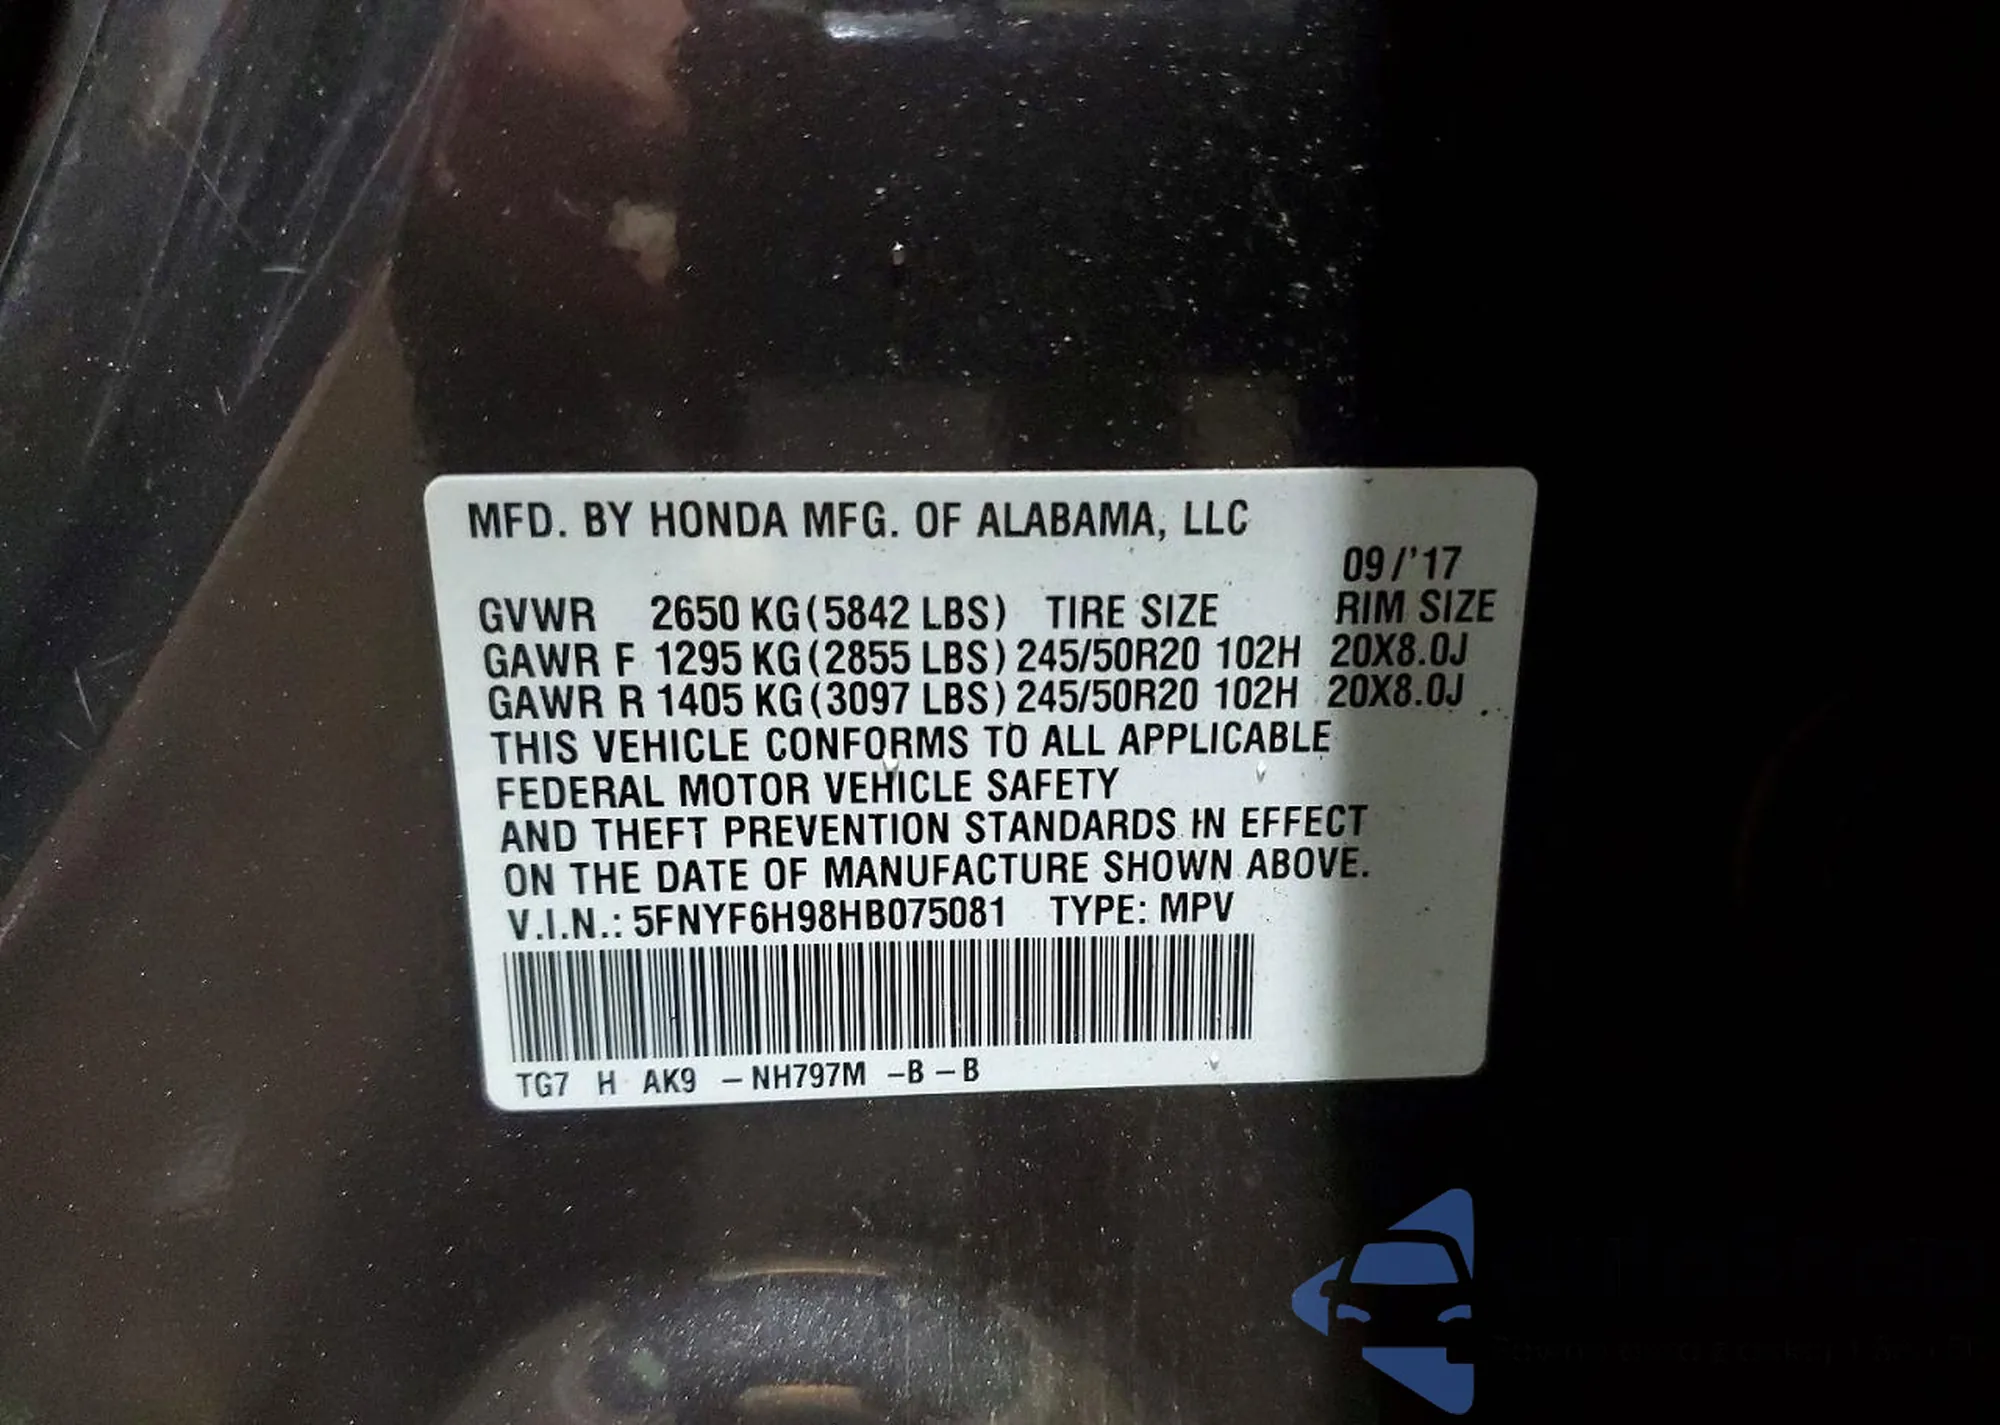 MFD. BY HONDA MFG. OF ALABAMA, LLC
09/'17
GVWR 2650 KG(5842 LBS) TIRE SIZE RIM SIZE
GAWR F 1295 KG(2855 LBS) 245/50R20 102H 20X8.0J
GAWR R 1405 KG(3097 LBS) 245/50R20 102H 20X8.0J
THIS VEHICLE CONFORMS TO ALL APPLICABLE
FEDERAL MOTOR VEHICLE SAFETY
AND THEFT PREVENTION STANDARDS IN EFFECT
ON THE DATE OF MANUFACTURE SHOWN ABOVE.
V.I.N.: 5FNYF6H98HB075081 TYPE: MPV
TG7 H AK9 –NH797M –B–B